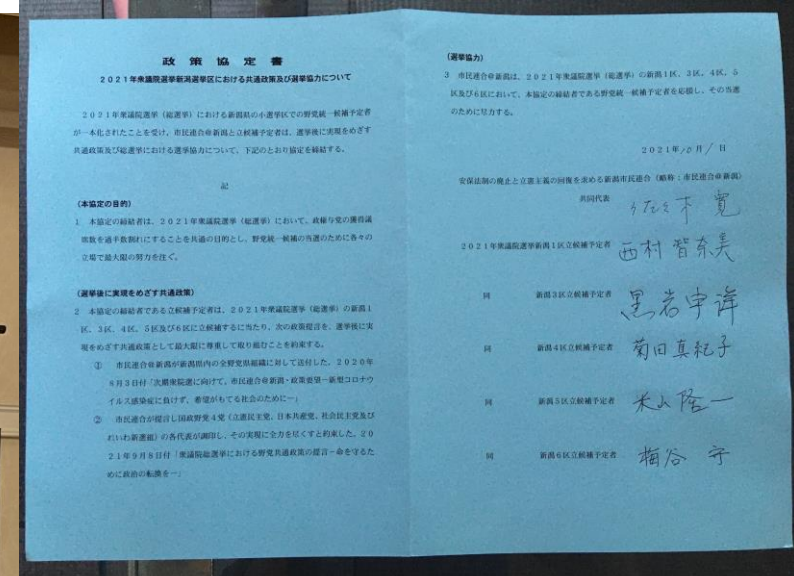 政策協定書
2021年衆議院選挙新潟選挙区における共通政策及び選挙協力について
2021年衆議院選挙（総選挙）における新潟県の小選挙区での野党統一候補予定者
が一本化されたことを受け、市民連合@新潟と立候補予定者は、選挙後に実現をめざす
共通政策及び総選挙における選挙協力について、下記のとおり協定を締結する。
記
（本協定の目的）
1 本協定の締結者は、2021年衆議院選挙（総選挙）において、政権与党の獲得議
席数を過半数割れにすることを共通の目的とし、野党統一候補の当選のために各々の
立場で最大限の努力を注ぐ。
（選挙後に実現をめざす共通政策）
2 本協定の締結者である立候補予定者は、2021年衆議院選挙（総選挙）の新潟1
区、3区、4区、5区及び6区に立候補するに当たり、次の政策提言を、選挙後に実
現をめざす共通政策として最大限に尊重して取り組むことを約束する。
① 市民連合@新潟が新潟県内の全野党県組織に対して送付した、2020年
8月3日付「次期衆院選に向けて、市民連合@新潟・政策要望－新型コロナウ
イルス感染症に負けず、希望がもてる社会のために－」
② 市民連合が提言し国政野党4党（立憲民主党、日本共産党、社会民主党及び
れいわ新選組）の各代表が調印し、その実現に全力を尽くすと約束した、20
21年9月8日付「衆議院総選挙における野党共通政策の提言－命を守るた
めに政治の転換を－」
（選挙協力）
3 市民連合@新潟は、2021年衆議院選挙（総選挙）の新潟1区、3区、4区、5
区及び6区において、本協定の締結者である野党統一候補予定者を応援し、その当選
のために尽力する。
2021年10月1日
安保法制の廃止と立憲主義の回復を求める新潟市民連合（略称：市民連合@新潟）
共同代表 佐々木 寛
2021年衆議院選挙新潟1区立候補予定者 西村智奈美
同 新潟3区立候補予定者 黒岩宇洋
同 新潟4区立候補予定者 菊田真紀子
同 新潟5区立候補予定者 米山隆一
同 新潟6区立候補予定者 梅谷 守